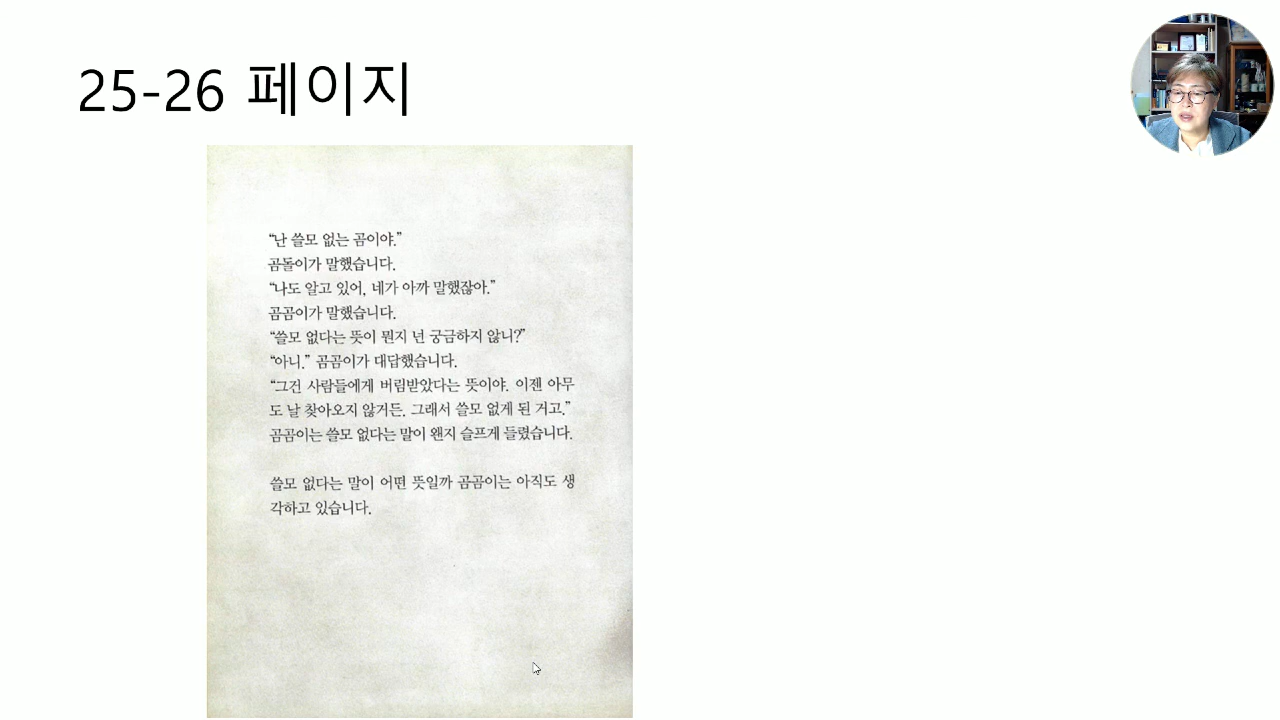 25-26 페이지
“난 쓸모 없는 곰이야.”
곰돌이가 말했습니다.
“나도 알고 있어, 네가 아까 말했잖아.”
곰곰이가 말했습니다.
“쓸모 없다는 뜻이 뭔지 넌 궁금하지 않니?”
“아니.” 곰곰이가 대답했습니다.
“그건 사람들에게 버림받았다는 뜻이야. 이젠 아무
도 날 찾아오지 않거든. 그래서 쓸모 없게 된 거고.”
곰곰이는 쓸모 없다는 말이 왠지 슬프게 들렸습니다.
쓸모 없다는 말이 어떤 뜻일까 곰곰이는 아직도 생
각하고 있습니다.